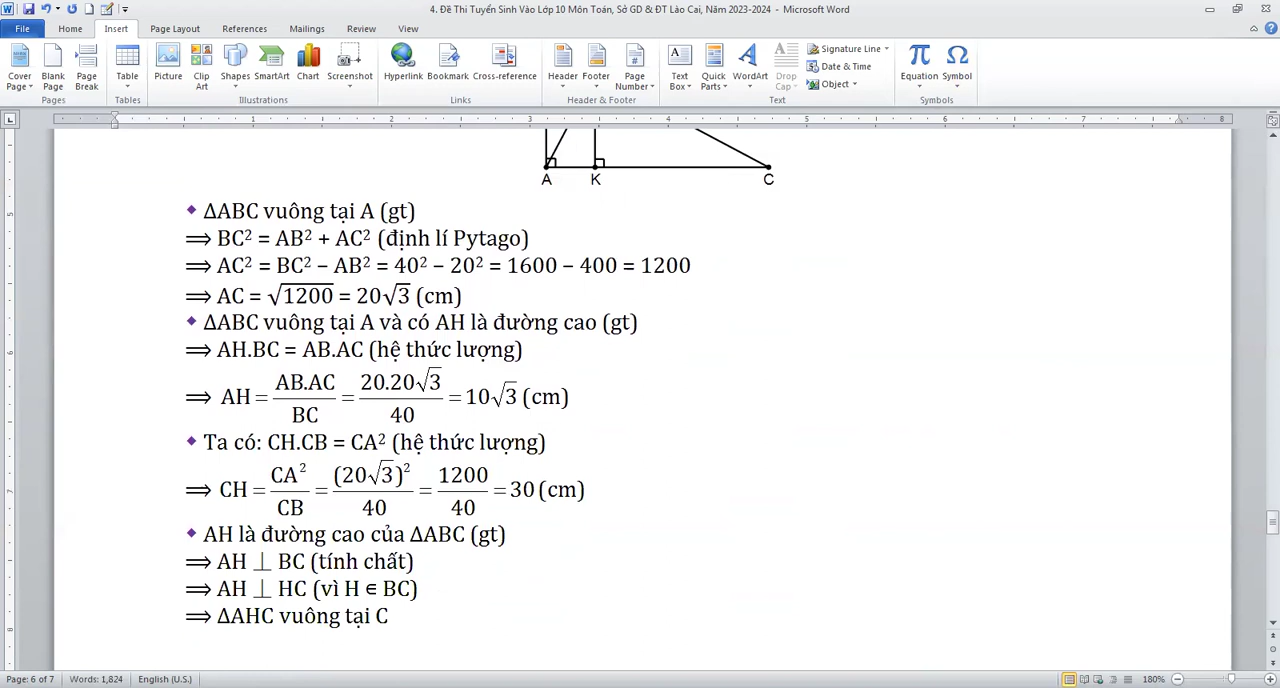 4. Đề Thi Tuyển Sinh Vào Lớp 10 Môn Toán, Sở GD & ĐT Lào Cai, Năm 2023-2024 - Microsoft Word
File Home Insert Page Layout References Mailings Review View
Cover Page Blank Page Page Break Table Picture Clip Art Shapes SmartArt Chart Screenshot Hyperlink Bookmark Cross-reference Header Footer Page Number Text Box Quick Parts WordArt Drop Cap Signature Line Date & Time Object Equation Symbol
Pages Tables Illustrations Links Header & Footer Text Symbols
1 2 3 4 5 6 7 8
A K C
ΔABC vuông tại A (gt)
⟹ BC² = AB² + AC² (định lí Pytago)
⟹ AC² = BC² − AB² = 40² − 20² = 1600 − 400 = 1200
⟹ AC = √1200 = 20√3 (cm)
ΔABC vuông tại A và có AH là đường cao (gt)
⟹ AH.BC = AB.AC (hệ thức lượng)
⟹ AH = AB.AC/BC = 20.20√3/40 = 10√3 (cm)
Ta có: CH.CB = CA² (hệ thức lượng)
⟹ CH = CA²/CB = (20√3)²/40 = 1200/40 = 30 (cm)
AH là đường cao của ΔABC (gt)
⟹ AH ⊥ BC (tính chất)
⟹ AH ⊥ HC (vì H ∈ BC)
⟹ ΔAHC vuông tại C
Page: 6 of 7 Words: 1,824 English (U.S.) 180%